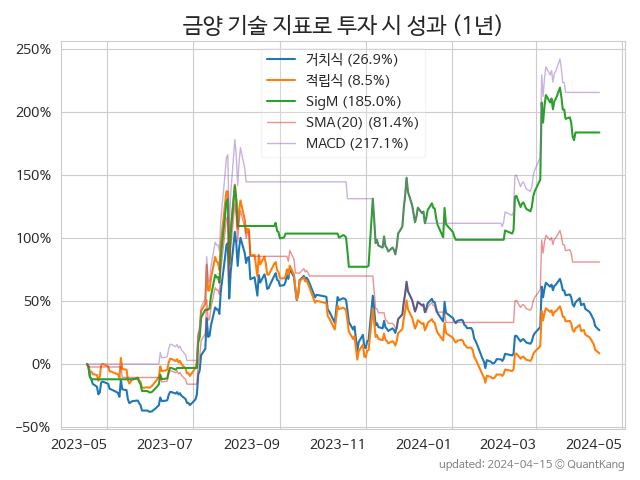 금양 기술 지표로 투자 시 성과 (1년)
250%
200%
150%
100%
50%
0%
−50%
거치식 (26.9%)
적립식 (8.5%)
SigM (185.0%)
SMA(20) (81.4%)
MACD (217.1%)
2023-05
2023-07
2023-09
2023-11
2024-01
2024-03
2024-05
updated: 2024-04-15 © QuantKang